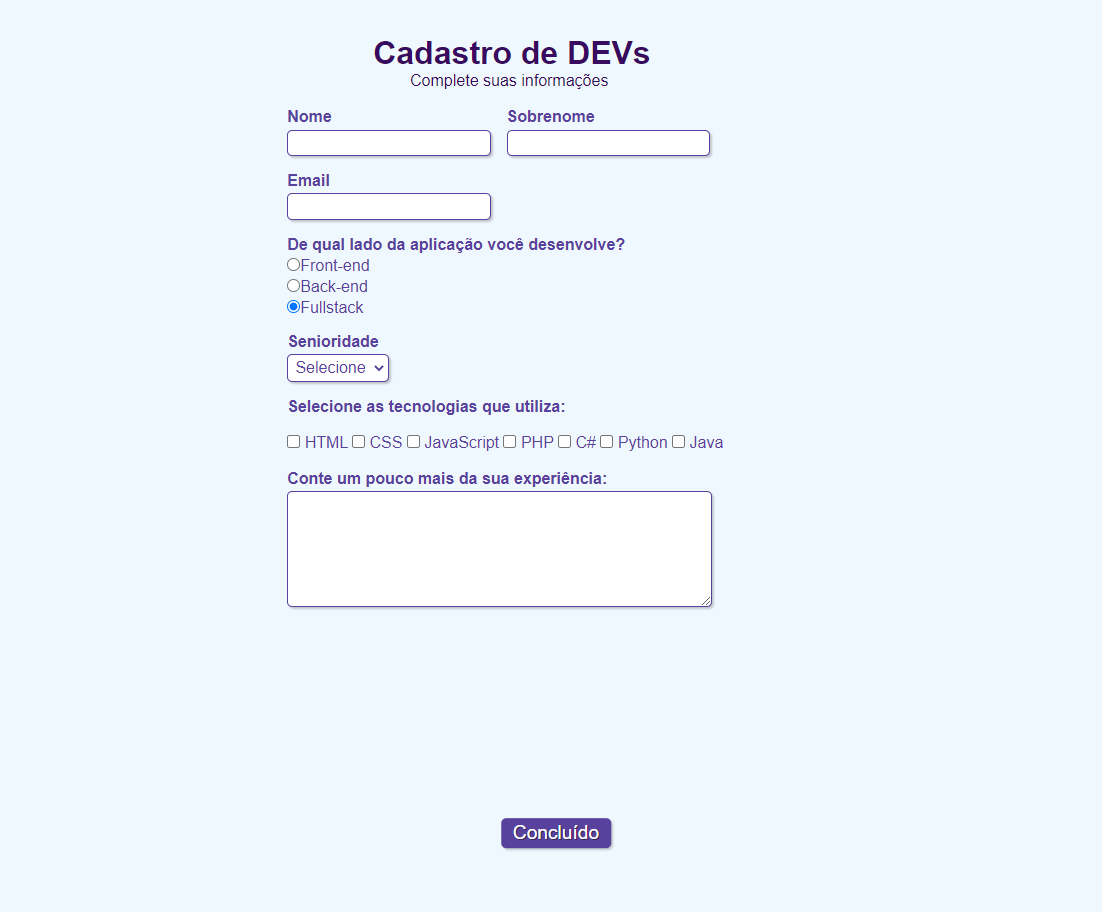 Cadastro de DEVs
Complete suas informações
Nome Sobrenome
Email
De qual lado da aplicação você desenvolve?
Front-end
Back-end
Fullstack
Senioridade
Selecione
Selecione as tecnologias que utiliza:
HTML CSS JavaScript PHP C# Python Java
Conte um pouco mais da sua experiência:
Concluído